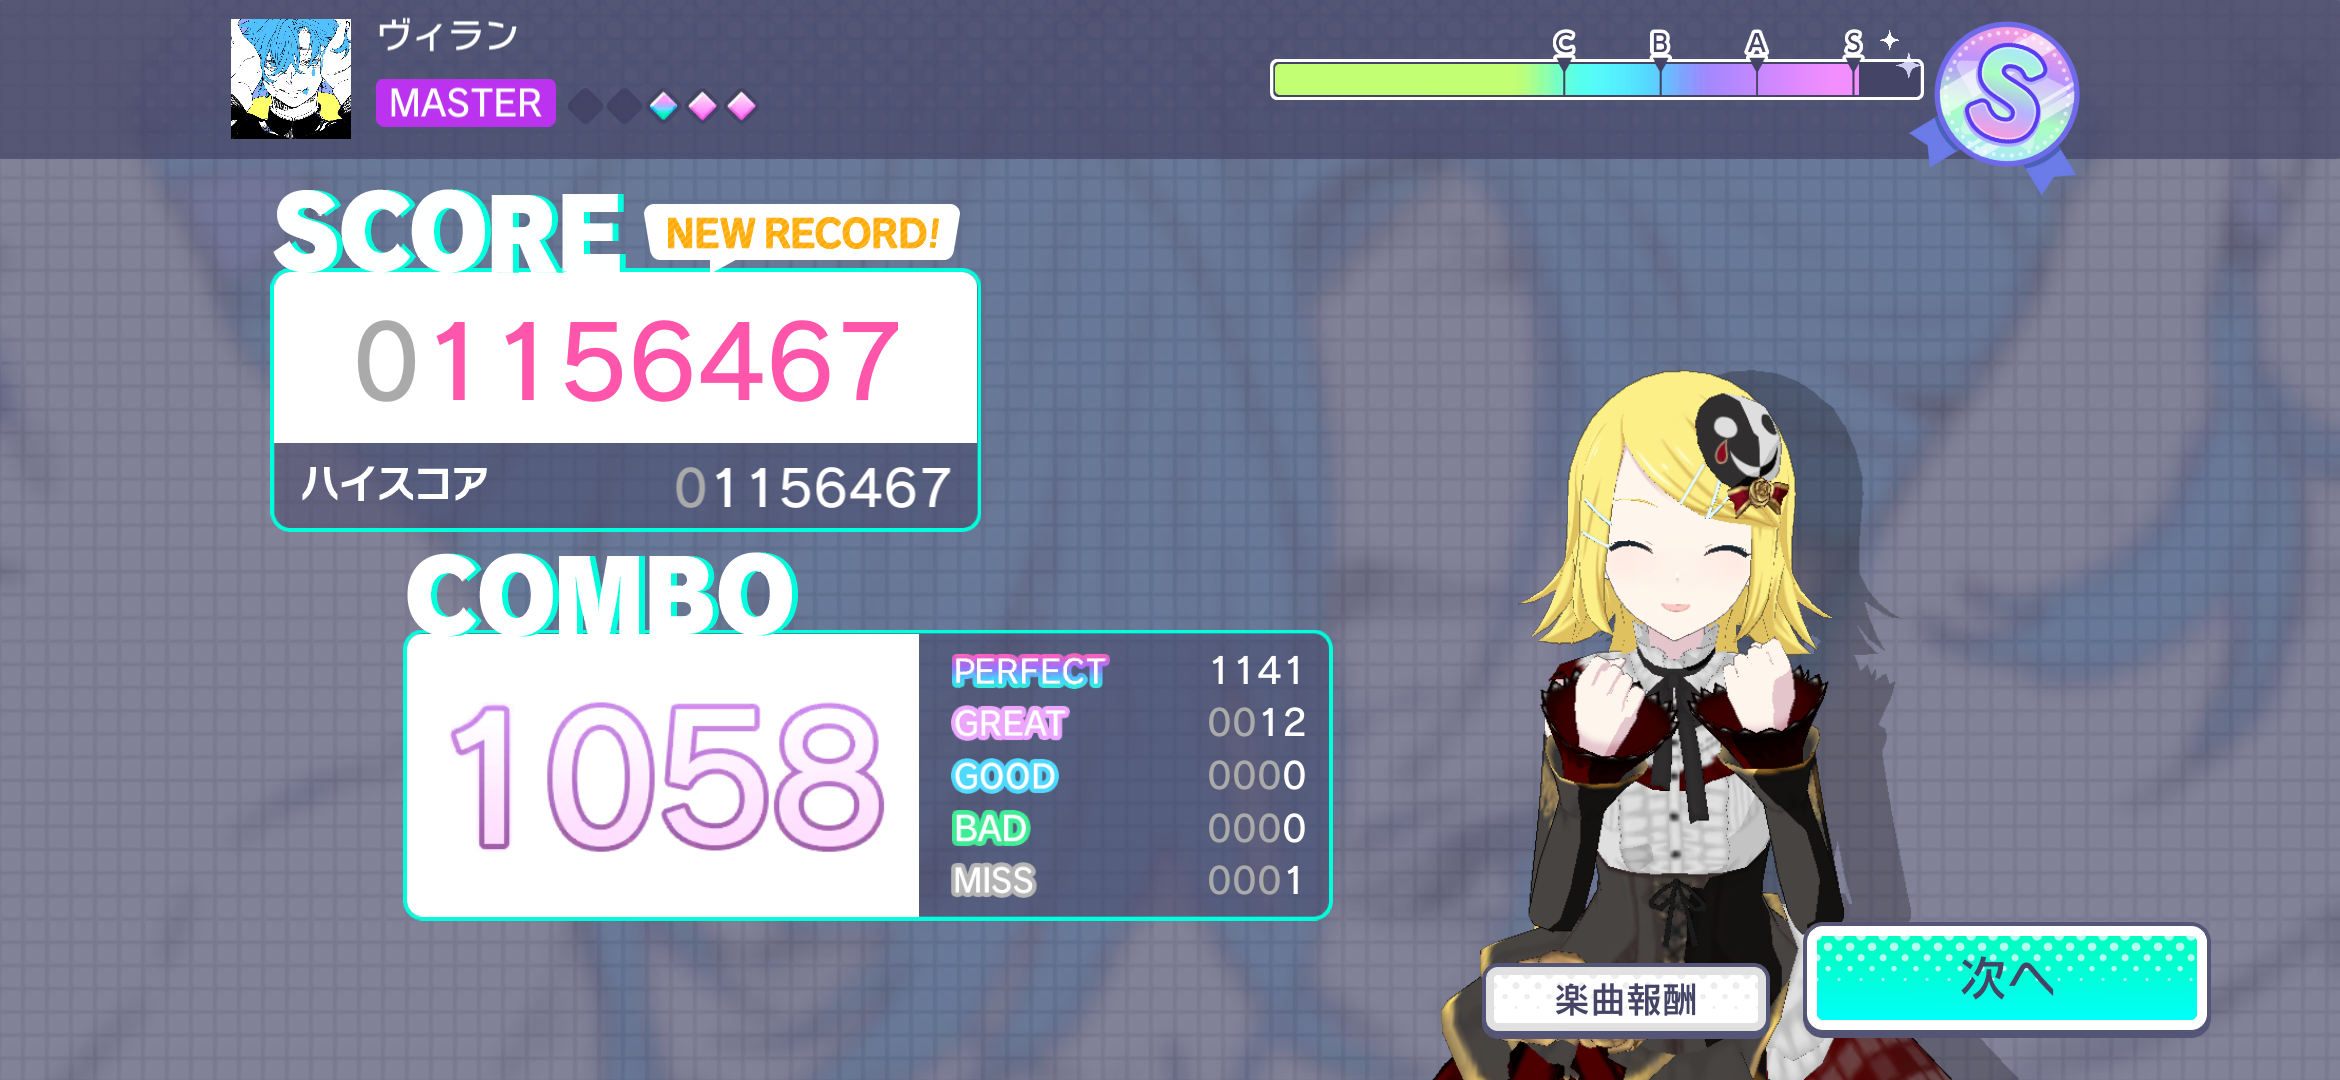 ヴィラン
MASTER
C B A S
S
SCORE
NEW RECORD!
01156467
ハイスコア 01156467
COMBO
1058
PERFECT 1141
GREAT 0012
GOOD 0000
BAD 0000
MISS 0001
楽曲報酬
次へ